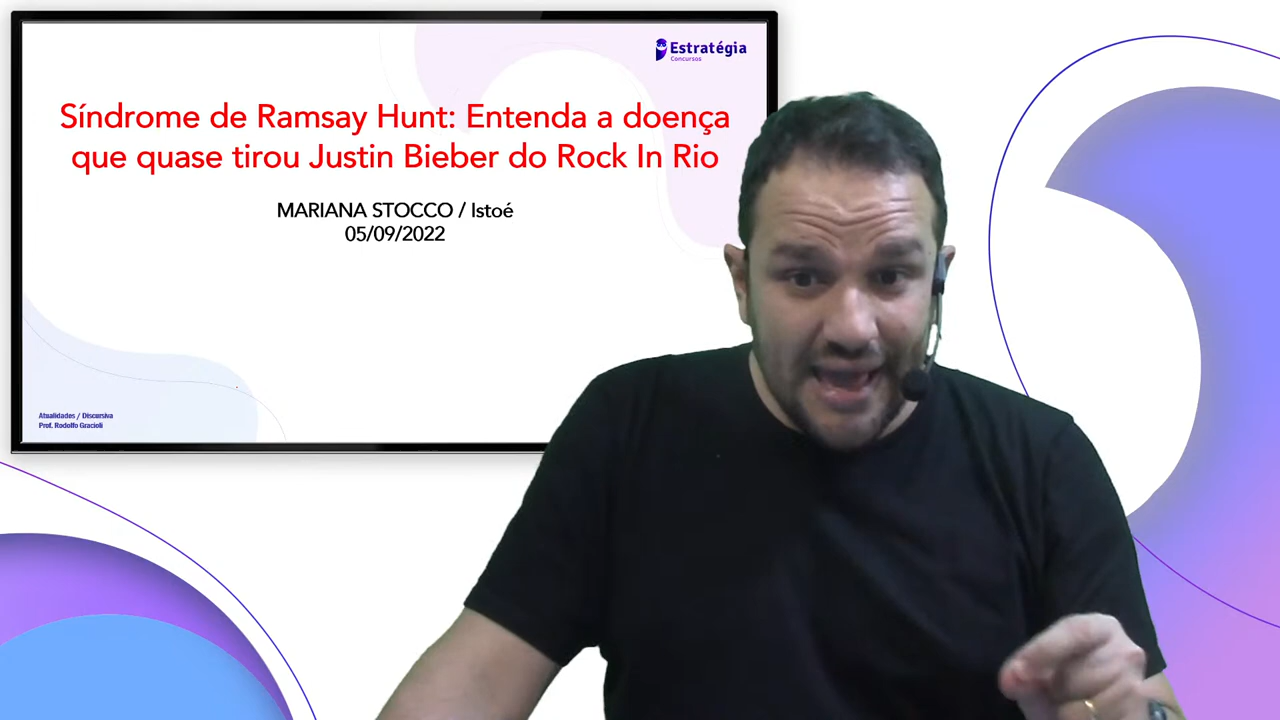 Estratégia
Concursos
Síndrome de Ramsay Hunt: Entenda a doença
que quase tirou Justin Bieber do Rock In Rio
MARIANA STOCCO / Istoé
05/09/2022
Atualidades / Discursiva
Prof. Rodolfo Gracioli